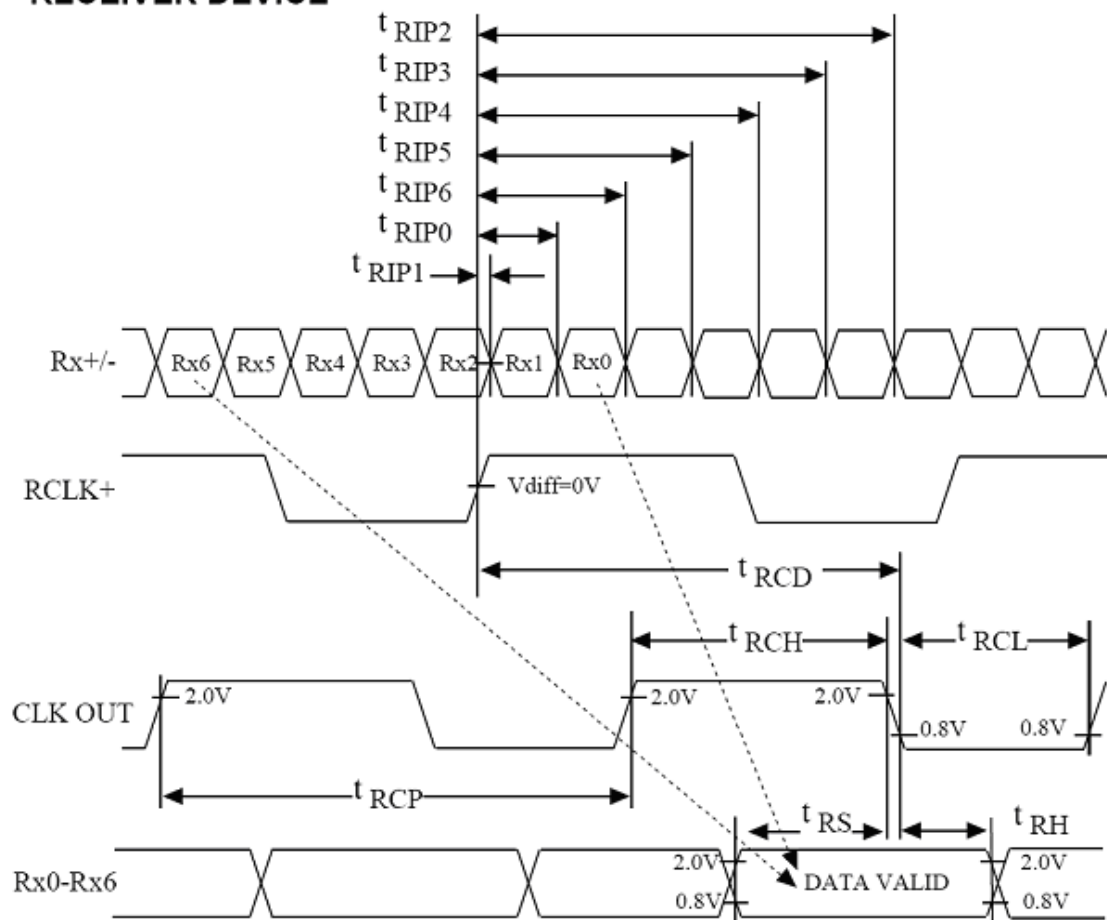 RECEIVER DEVICE
t RIP2
t RIP3
t RIP4
t RIP5
t RIP6
t RIP0
t RIP1
Rx+/- Rx6 Rx5 Rx4 Rx3 Rx2 Rx1 Rx0
RCLK+ Vdiff=0V
t RCD
t RCH t RCL
CLK OUT 2.0V 2.0V 2.0V 0.8V 0.8V
t RCP
t RS t RH
Rx0-Rx6 2.0V DATA VALID 2.0V
0.8V 0.8V